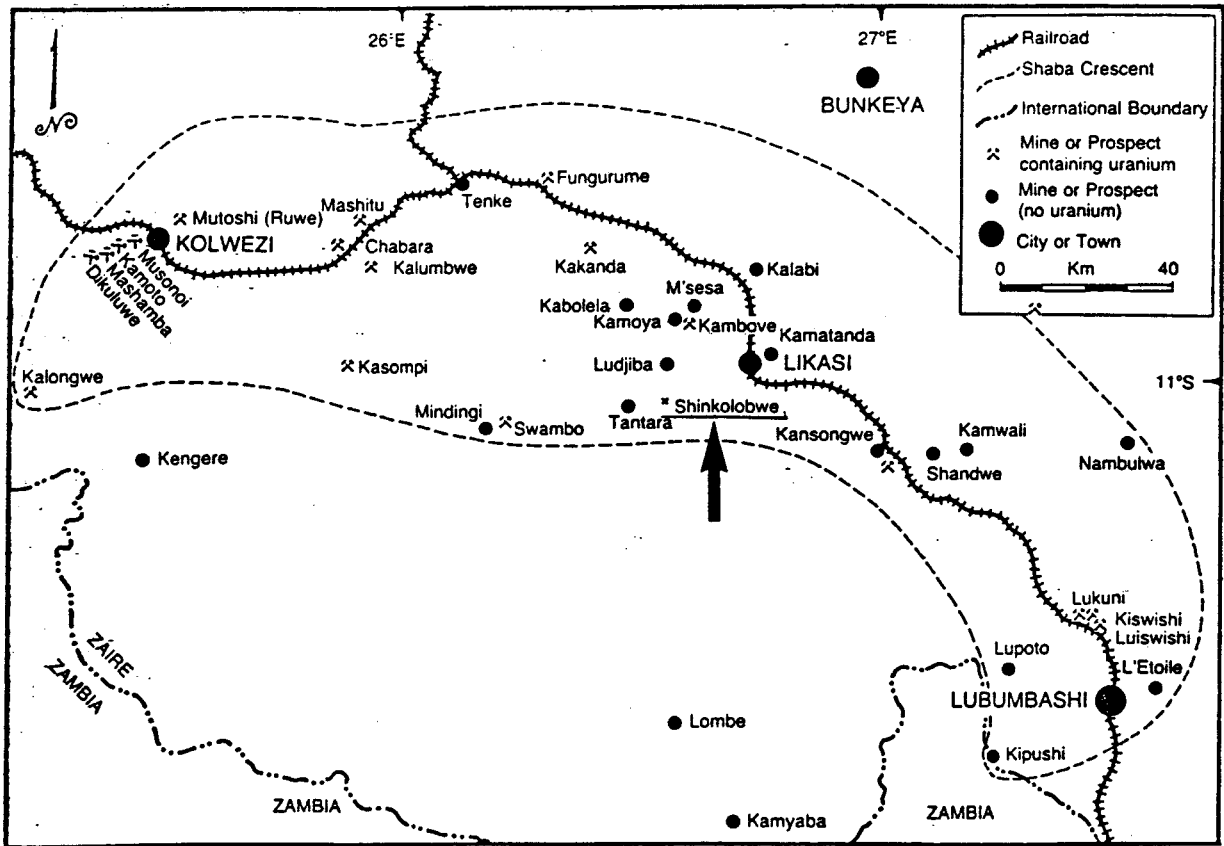 26°E
27°E
N
BUNKEYA
Railroad
Shaba Crescent
International Boundary
Mine or Prospect
containing uranium
Mine or Prospect
(no uranium)
City or Town
0 Km 40
Fungurume
Tenke
Mashitu
Mutoshi (Ruwe)
KOLWEZI
Chabara
Kalumbwe
Musonoi
Kamoto
Mashamba
Dikuluwe
Kakanda
Kalabi
M'sesa
Kabolela
Kamoya
Kambove
Kamatanda
Ludjiba
LIKASI
Kasompi
Kalongwe
11°S
Shinkolobwe
Mindingi
Swambo
Tantara
Kansongwe
Kamwali
Shandwe
Nambulwa
Kengere
Lukuni
Kiswishi
Luiswishi
ZÁIRE
ZAMBIA
Lupoto
L'Etoile
LUBUMBASHI
Lombe
Kipushi
ZAMBIA
ZAMBIA
Kamyaba